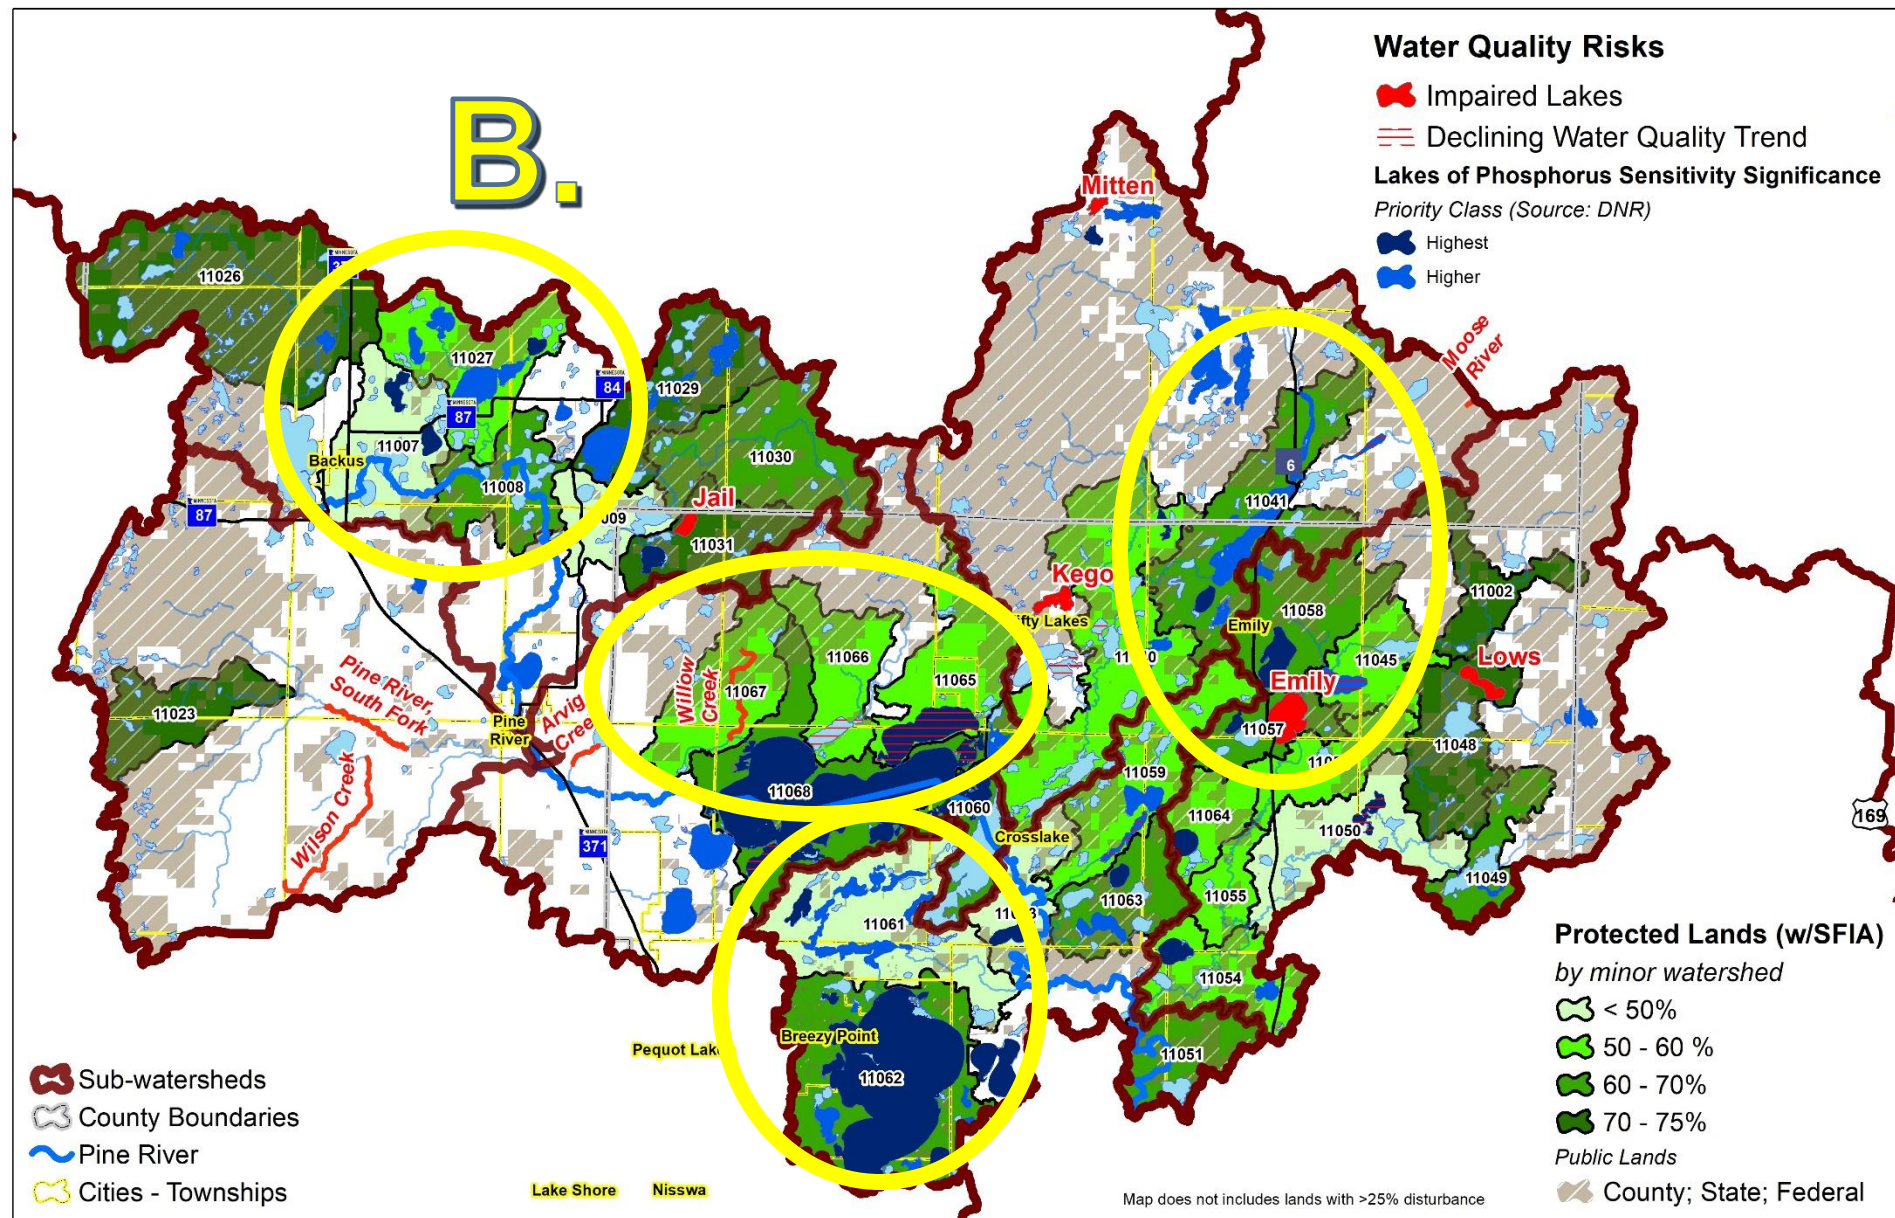 B.
Water Quality Risks
Impaired Lakes
Declining Water Quality Trend
Lakes of Phosphorus Sensitivity Significance
Priority Class (Source: DNR)
Highest
Higher
Mitten
Moose
River
11026
11027
84
87
11029
11007
Backus
11008
11030
87
Jail
11031
6
11041
Kego
11002
11058
Emily
11045
Lows
Emily
11057
11048
Willow
Creek
11067
11066
11065
Pine River,
South Fork
11023
Pine
River
Arvig
Wilson Creek
11068
11060
11059
11064
11050
169
371
Crosslake
11055
11063
11049
11061
11054
11051
Breezy Point
11062
Lake Shore
Nisswa
Protected Lands (w/SFIA)
by minor watershed
< 50%
50 - 60 %
60 - 70%
70 - 75%
Public Lands
County; State; Federal
Sub-watersheds
County Boundaries
Pine River
Cities - Townships
Map does not includes lands with >25% disturbance